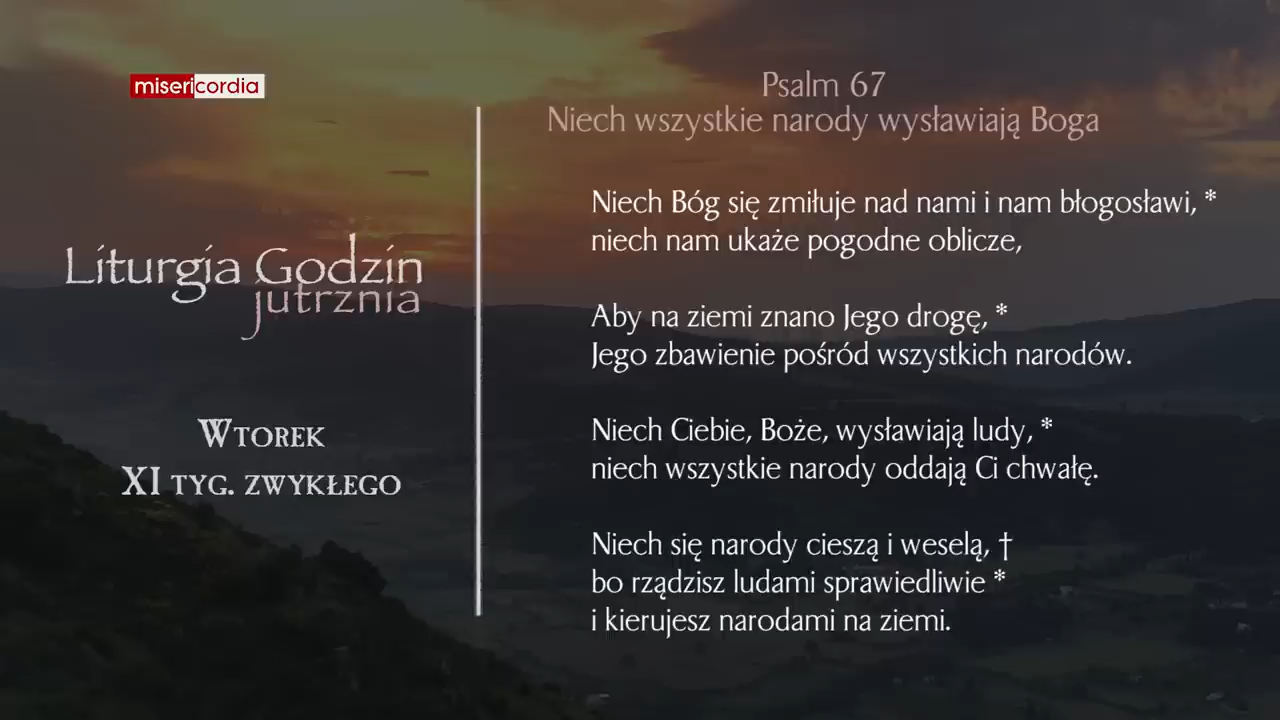 misericordia
Liturgia Godzin
jutrznia
Wtorek
XI tyg. zwykłego
Psalm 67
Niech wszystkie narody wysławiają Boga
Niech Bóg się zmiłuje nad nami i nam błogosławi, *
niech nam ukaże pogodne oblicze,
Aby na ziemi znano Jego drogę, *
Jego zbawienie pośród wszystkich narodów.
Niech Ciebie, Boże, wysławiają ludy, *
niech wszystkie narody oddają Ci chwałę.
Niech się narody cieszą i weselą, †
bo rządzisz ludami sprawiedliwie *
i kierujesz narodami na ziemi.